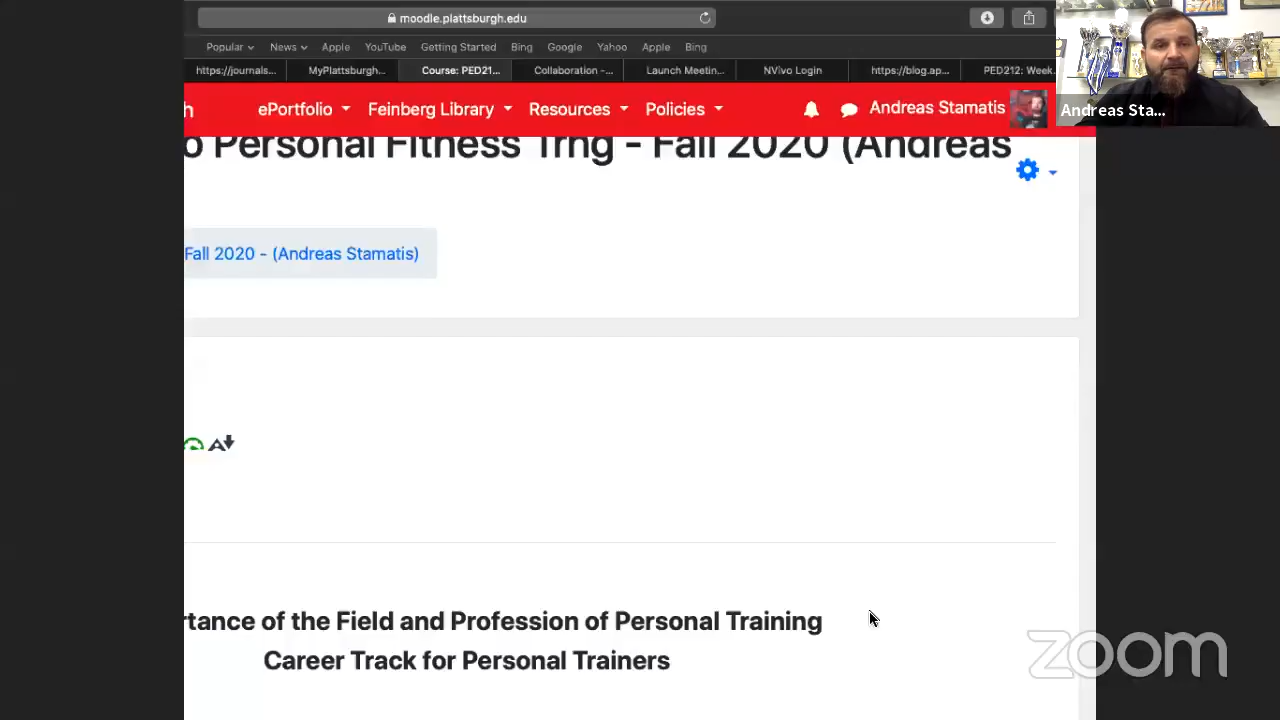 moodle.plattsburgh.edu
Popular News Apple YouTube Getting Started Bing Google Yahoo Apple Bing
https://journals... MyPlattsburgh... Course: PED21... Collaboration –... Launch Meetin... NVivo Login https://blog.ap... PED212: Week
h ePortfolio Feinberg Library Resources Policies Andreas Stamatis
Andreas Sta...
o Personal Fitness Trng - Fall 2020 (Andreas
Fall 2020 - (Andreas Stamatis)
rtance of the Field and Profession of Personal Training
Career Track for Personal Trainers
zoom